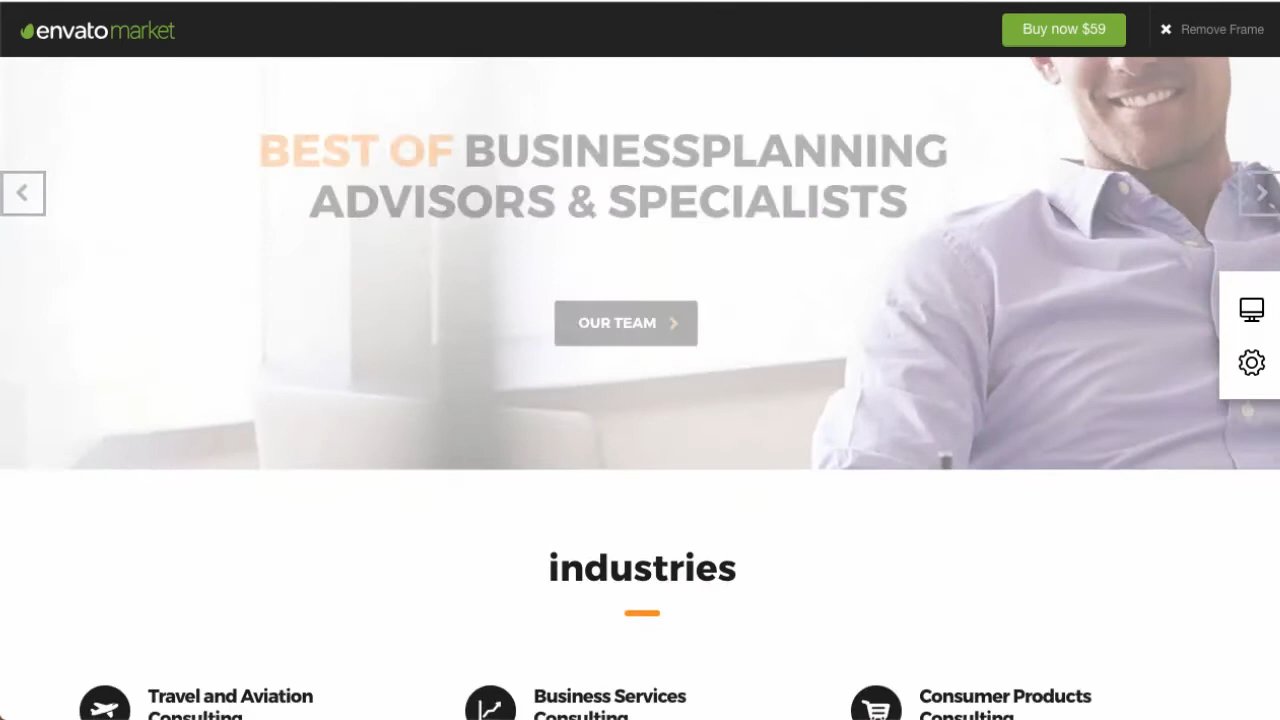 envato market
Buy now $59
Remove Frame
BEST OF BUSINESSPLANNING
ADVISORS & SPECIALISTS
OUR TEAM
industries
Travel and Aviation
Consulting
Business Services
Consulting
Consumer Products
Consulting